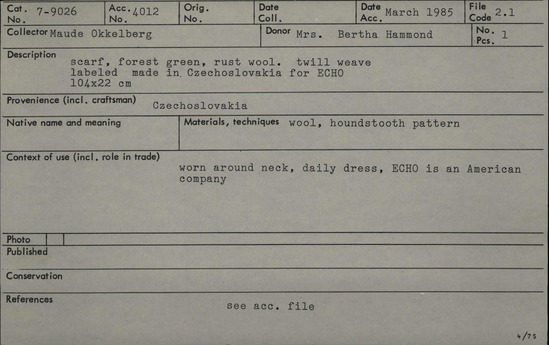 Cat. No. 7-9026 Acc. No. 4012 Orig. No. Date Coll. Date Acc. March 1985 File Code 2.1
Collector Maude Okkelberg Donor Mrs. Bertha Hammond No. Pcs. 1
Description
scarf, forest green, rust wool. twill weave
labeled made in Czechoslovakia for ECHO
104x22 cm
Provenience (incl. craftsman) Czechoslovakia
Native name and meaning Materials, techniques wool, houndstooth pattern
Context of use (incl. role in trade)
worn around neck, daily dress, ECHO is an American
company
Photo
Published
Conservation
References
see acc. file
4/75